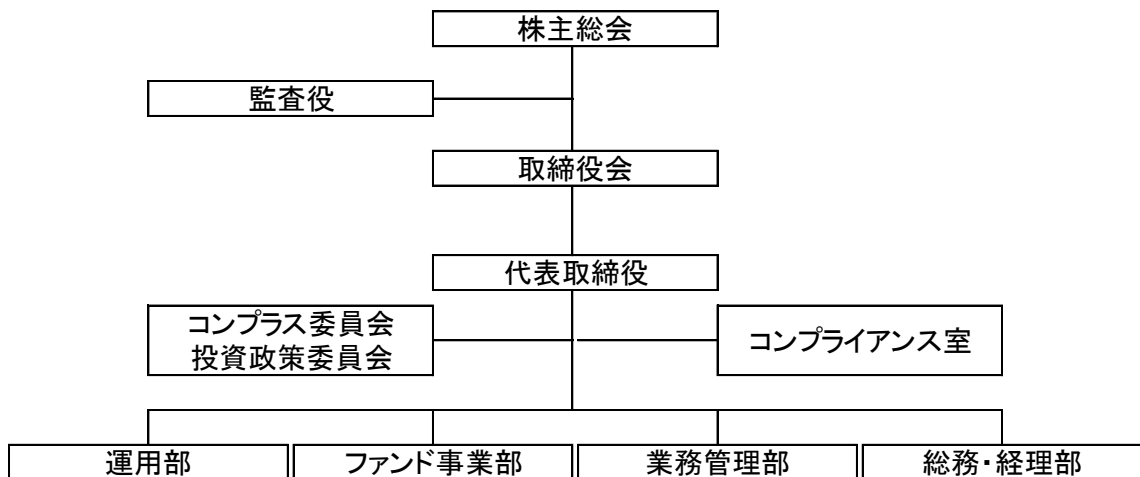 株主総会
監査役
取締役会
代表取締役
コンプラス委員会
投資政策委員会
コンプライアンス室
運用部
ファンド事業部
業務管理部
総務・経理部